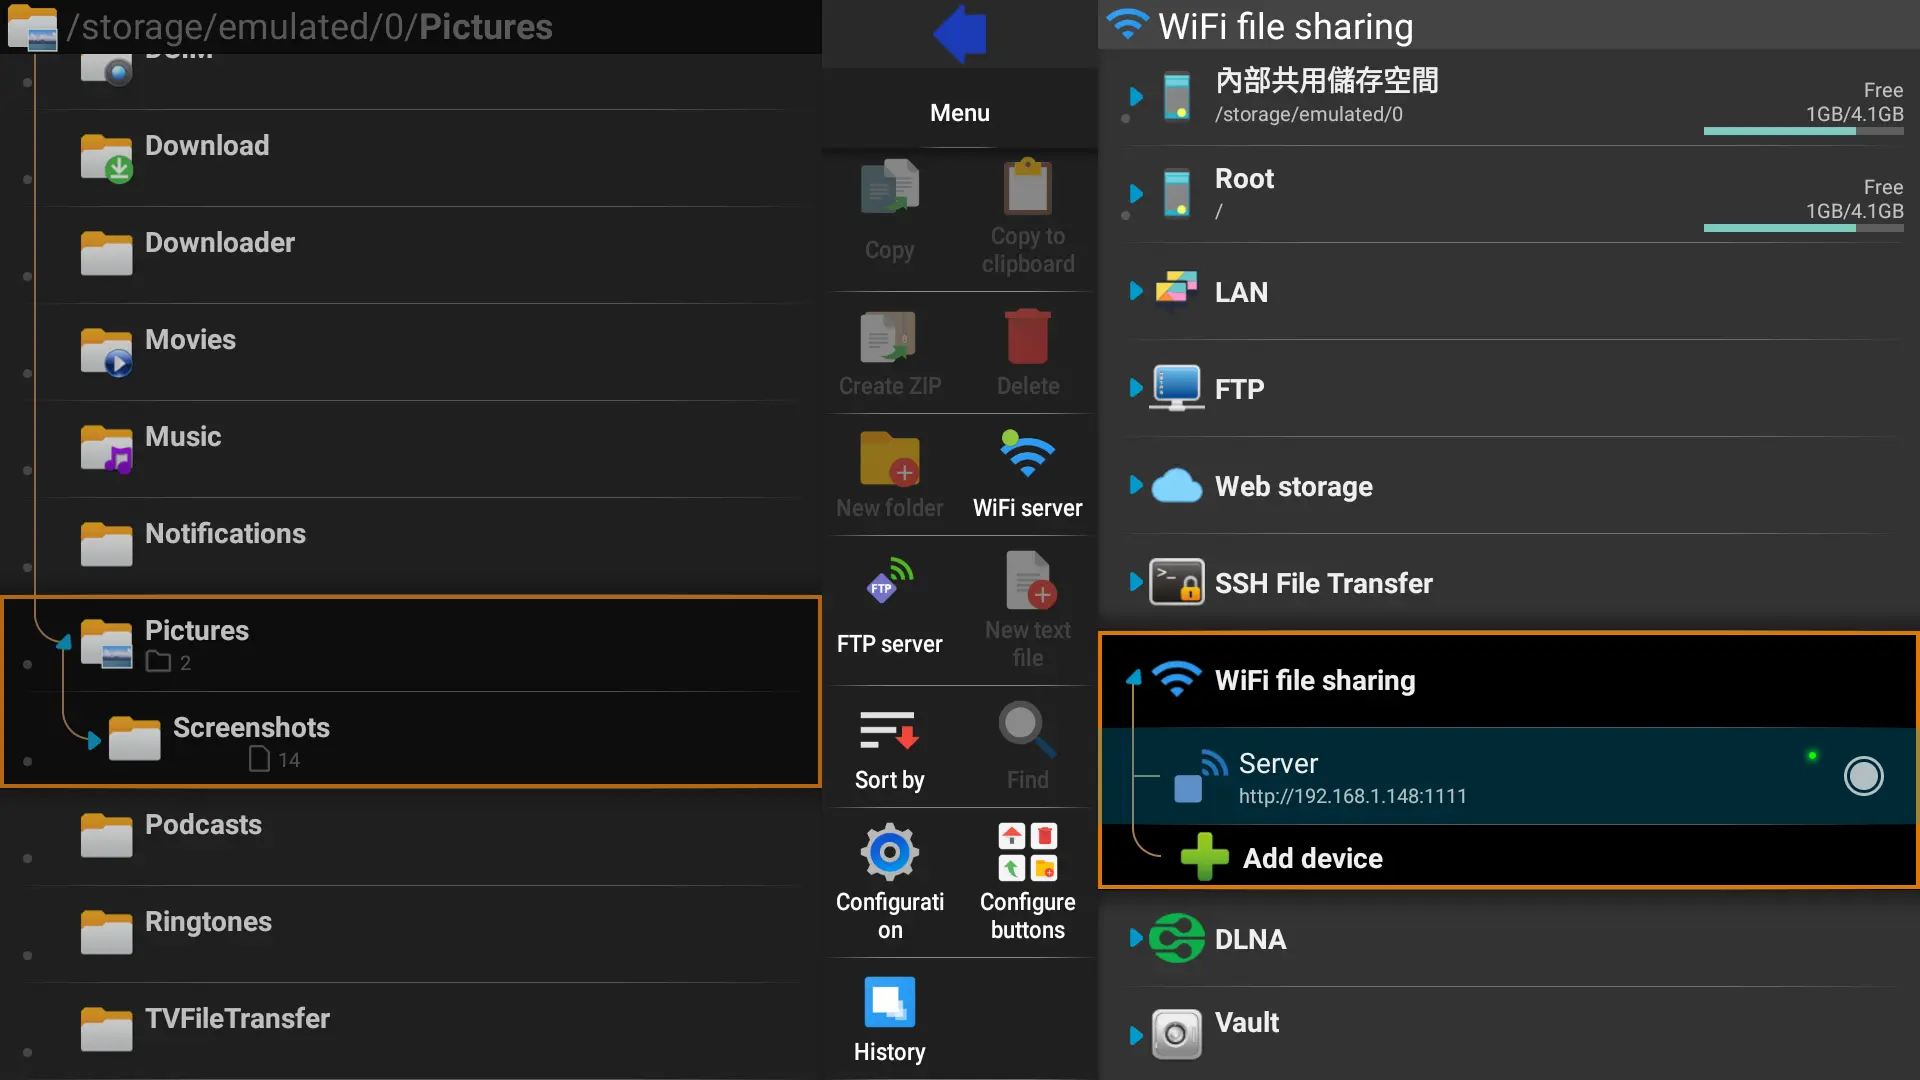 /storage/emulated/0/Pictures
DCIM
Download
Downloader
Movies
Music
Notifications
Pictures
2
Screenshots
14
Podcasts
Ringtones
TVFileTransfer
Menu
Copy
Copy to
clipboard
Create ZIP
Delete
New folder
WiFi server
FTP
FTP server
New text
file
Sort by
Find
Configurati
on
Configure
buttons
History
WiFi file sharing
內部共用儲存空間
/storage/emulated/0
Free
1GB/4.1GB
Root
/
Free
1GB/4.1GB
LAN
FTP
Web storage
SSH File Transfer
WiFi file sharing
Server
http://192.168.1.148:1111
Add device
DLNA
Vault